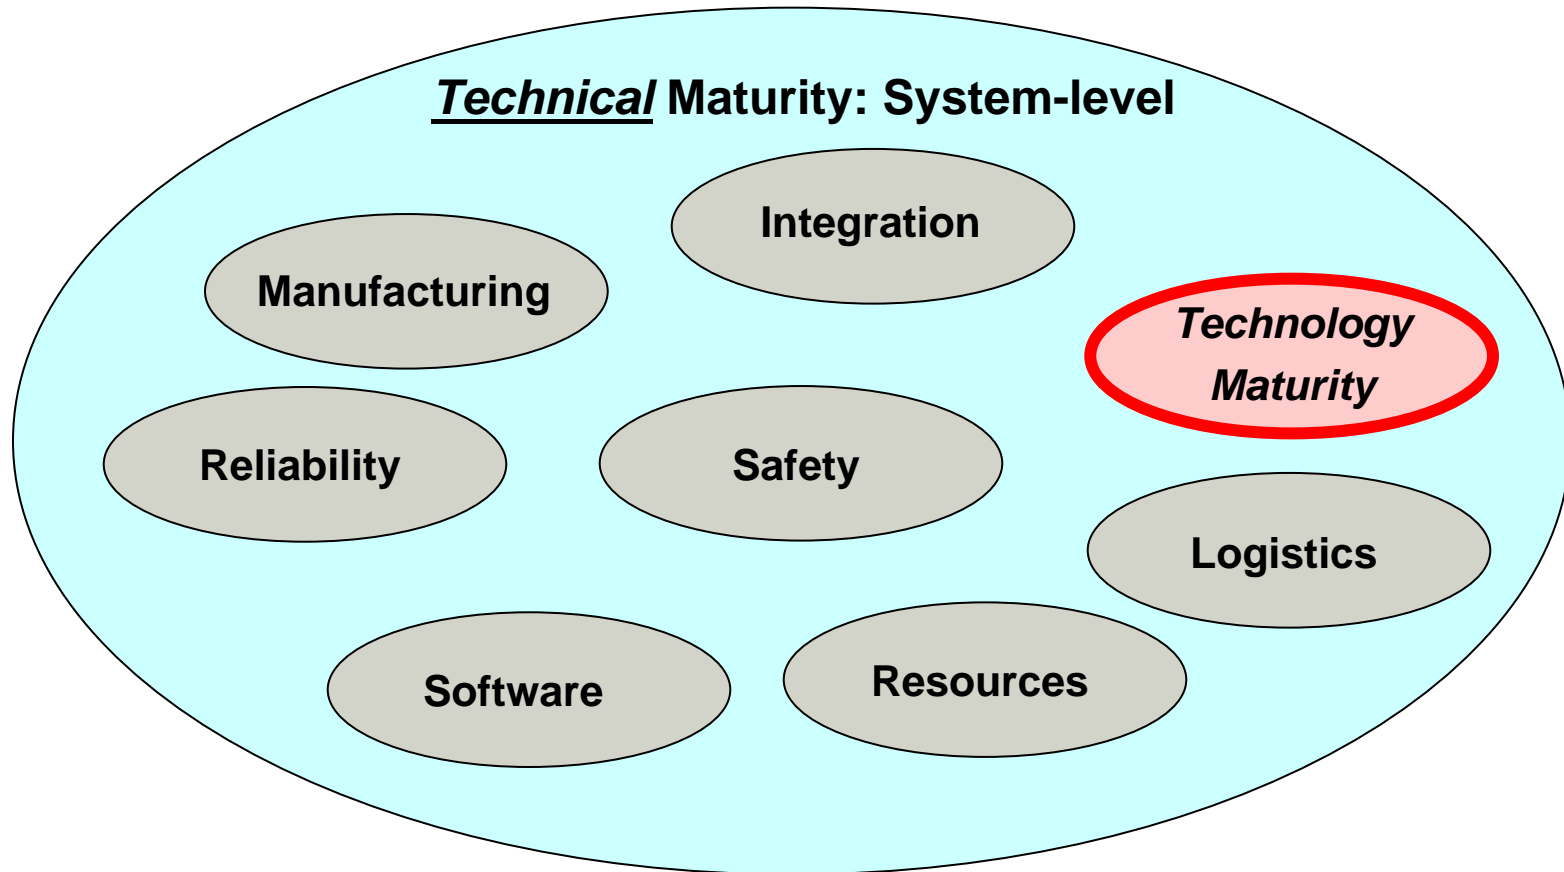 Technical Maturity: System-level
Integration
Manufacturing
Technology
Maturity
Reliability
Safety
Logistics
Software
Resources